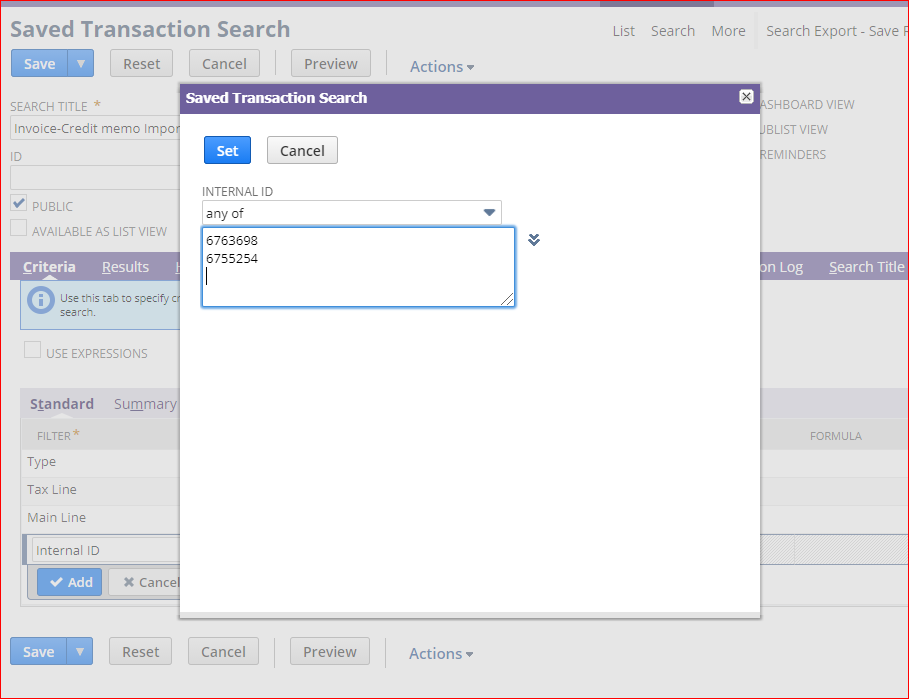 Saved Transaction Search
List Search More Search Export - Save
Save Reset Cancel Preview Actions
Saved Transaction Search
SEARCH TITLE *
Invoice-Credit memo Impor
ID
PUBLIC
AVAILABLE AS LIST VIEW
ASHBOARD VIEW
UBLIST VIEW
REMINDERS
Set Cancel
INTERNAL ID
any of
6763698
6755254
Criteria Results on Log Search Title
Use this tab to specify cr
search.
USE EXPRESSIONS
Standard Summary
FILTER * FORMULA
Type
Tax Line
Main Line
Internal ID
Add Cancel
Save Reset Cancel Preview Actions